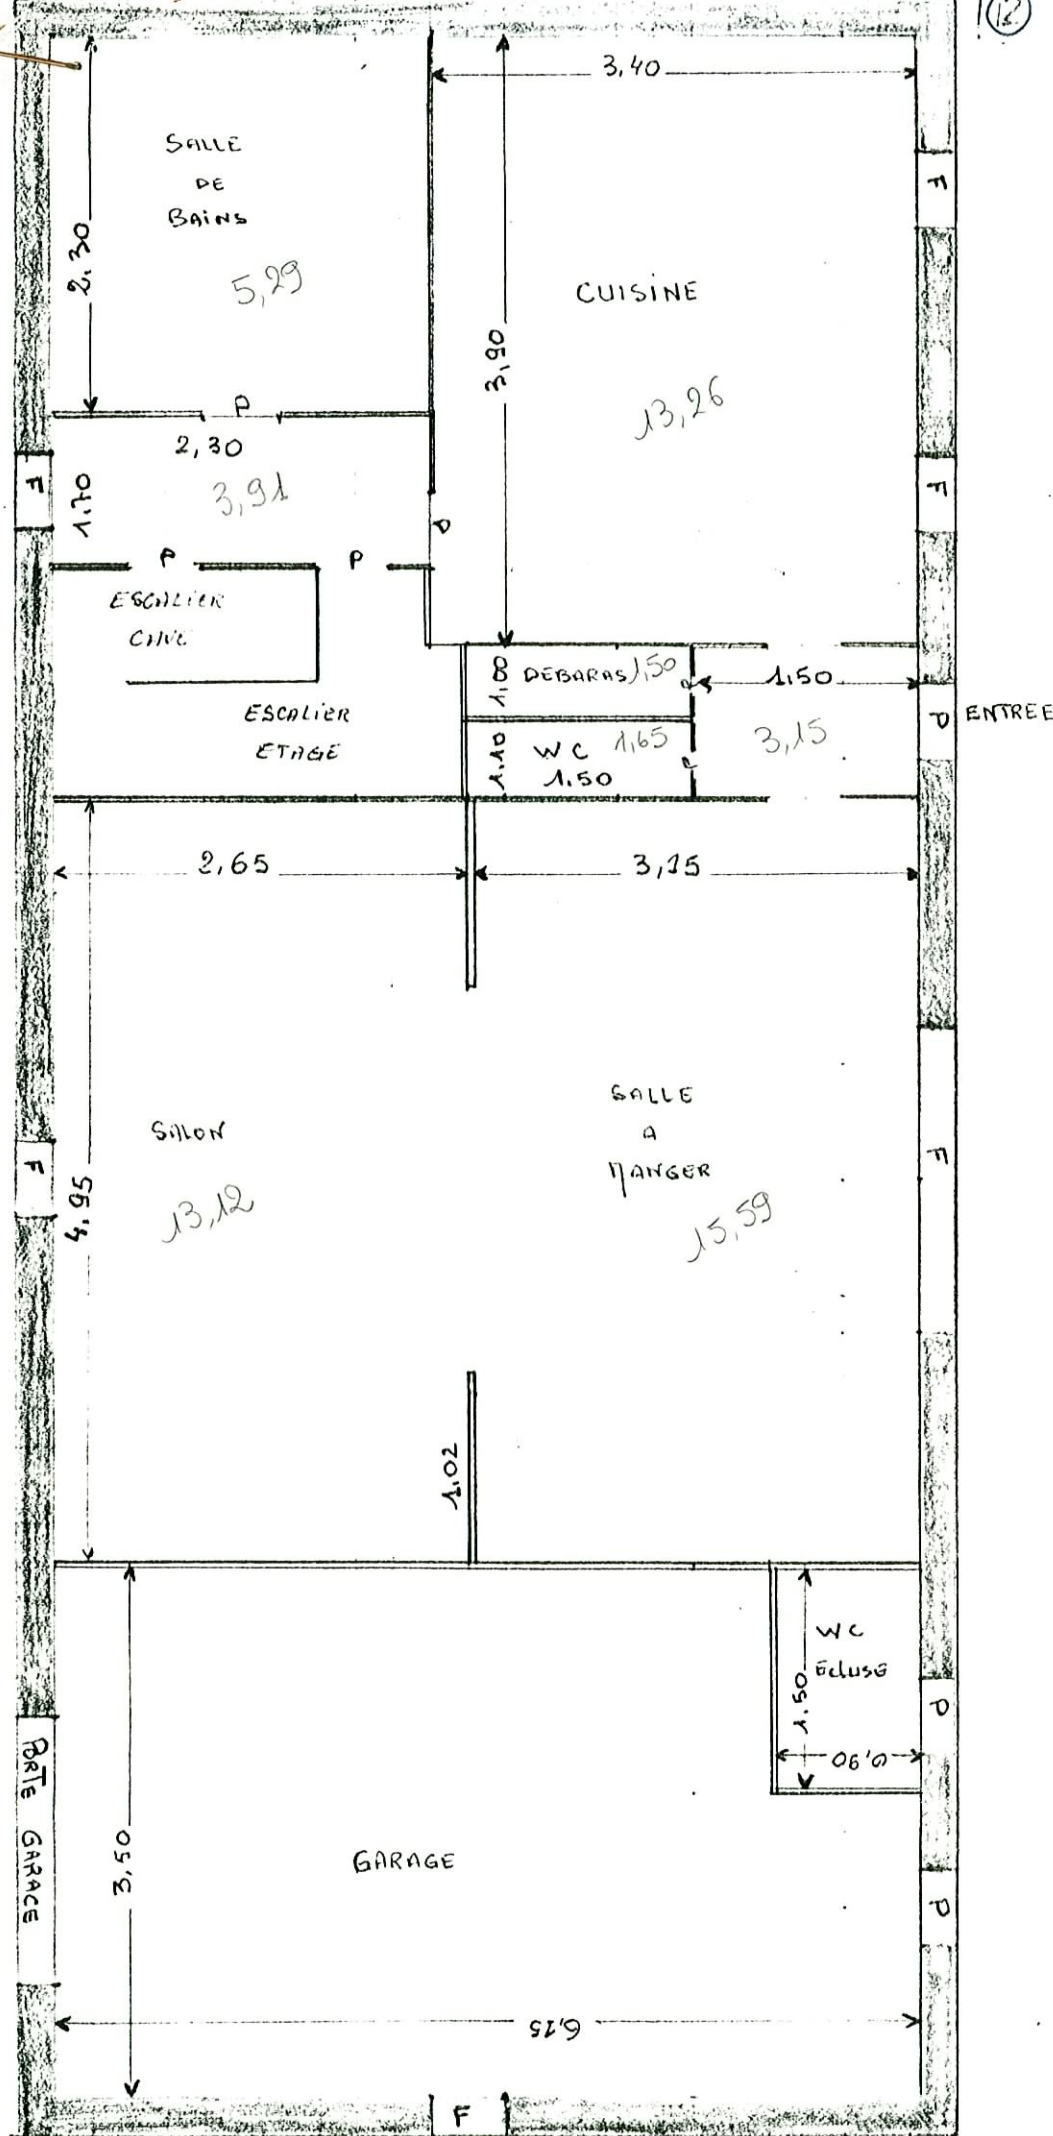 12
3,40
SALLE
DE
BAINS
5,29
2.30
F
CUISINE
3,90
13,26
P
2,30
3,91
1.70
F
F
P
P
P
ESCALIER
CAVE
ESCALIER
ETAGE
1,8
DEBARAS
1,50
P
1.50
P
ENTREE
3,15
1.10
WC
1,65
1.50
P
2,65
3,15
SALON
13,12
4,95
F
SALLE
A
MANGER
15,59
F
1.02
WC
Ecluse
1.50
0,90
P
PORTE GARAGE
3,50
GARAGE
P
6,15
F